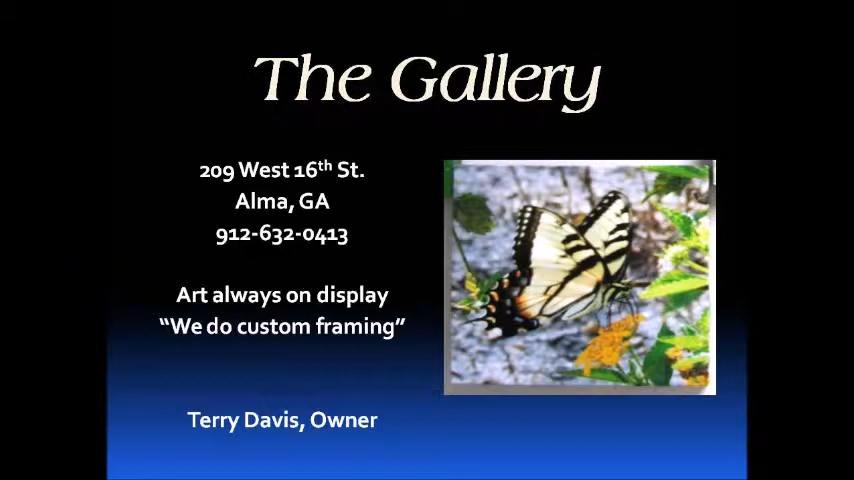 The Gallery
209 West 16th St.
Alma, GA
912-632-0413
Art always on display
“We do custom framing”
Terry Davis, Owner